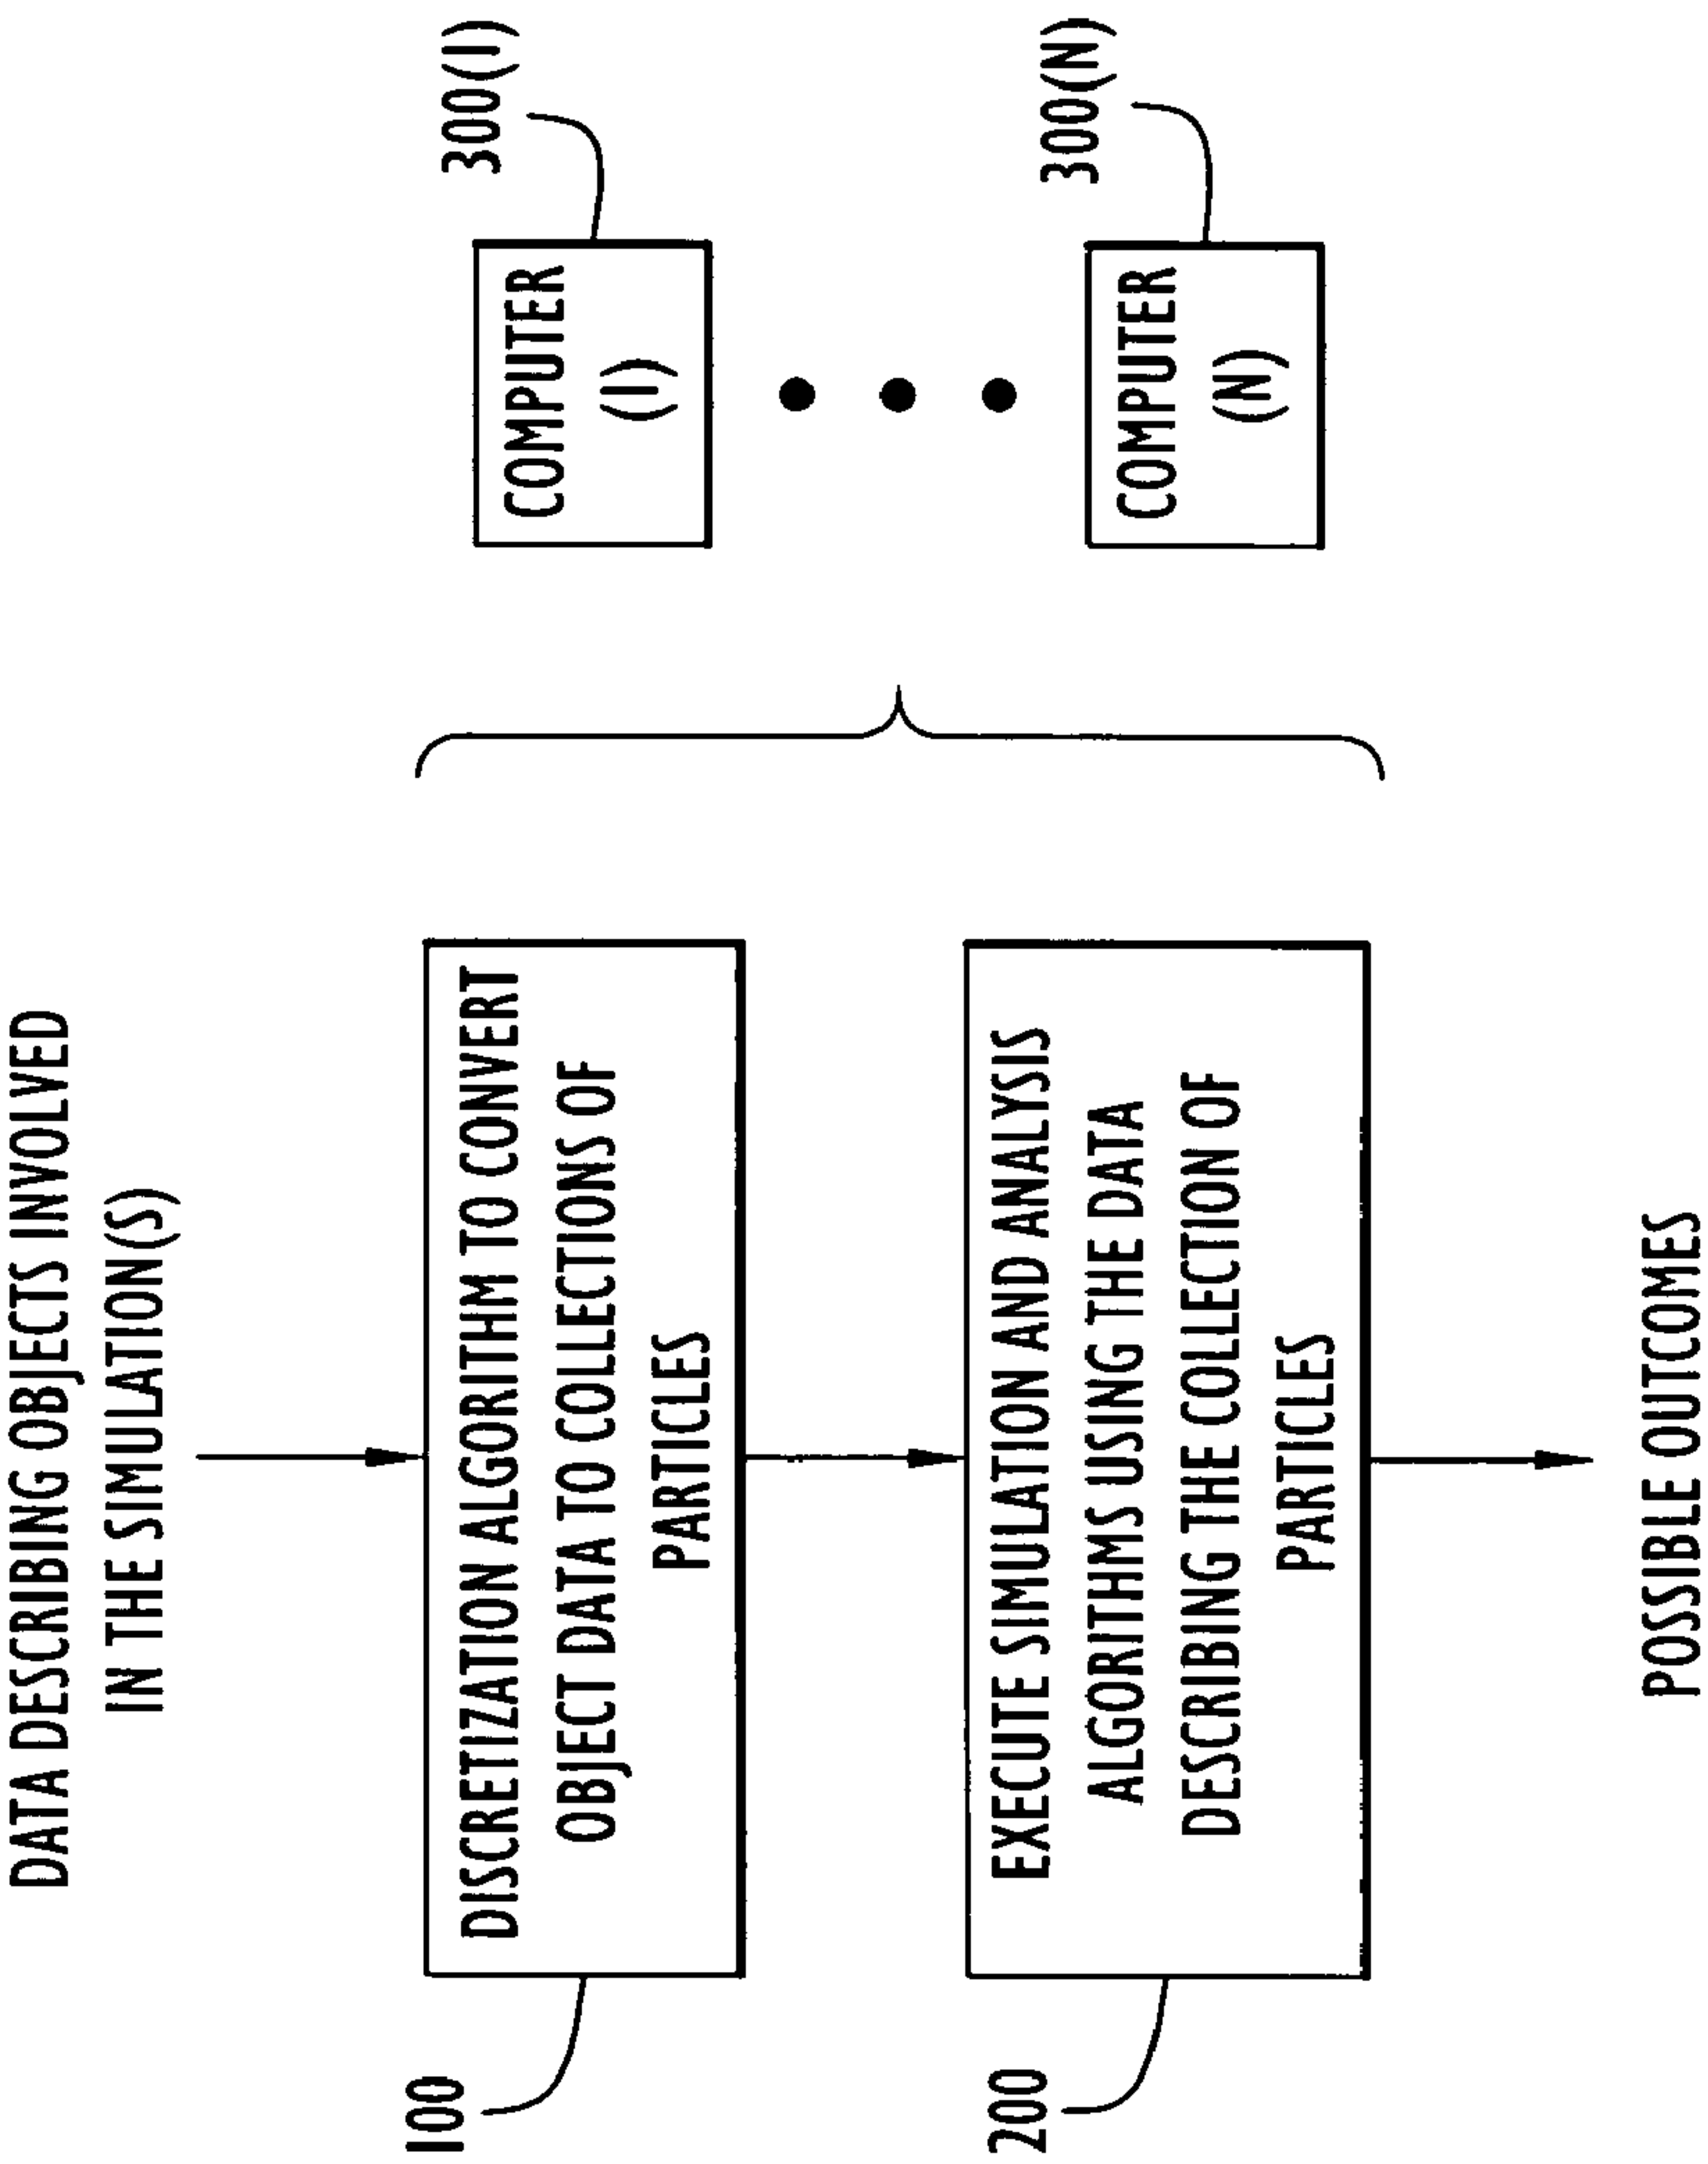 DATA DESCRIBING OBJECTS INVOLVED
IN THE SIMULATION(S)
100
DISCRETIZATION ALGORITHM TO CONVERT
OBJECT DATA TO COLLECTIONS OF
PARTICLES
200
EXECUTE SIMULATION AND ANALYSIS
ALGORITHMS USING THE DATA
DESCRIBING THE COLLECTION OF
PARTICLES
POSSIBLE OUTCOMES
300(1)
COMPUTER
(1)
300(N)
COMPUTER
(N)